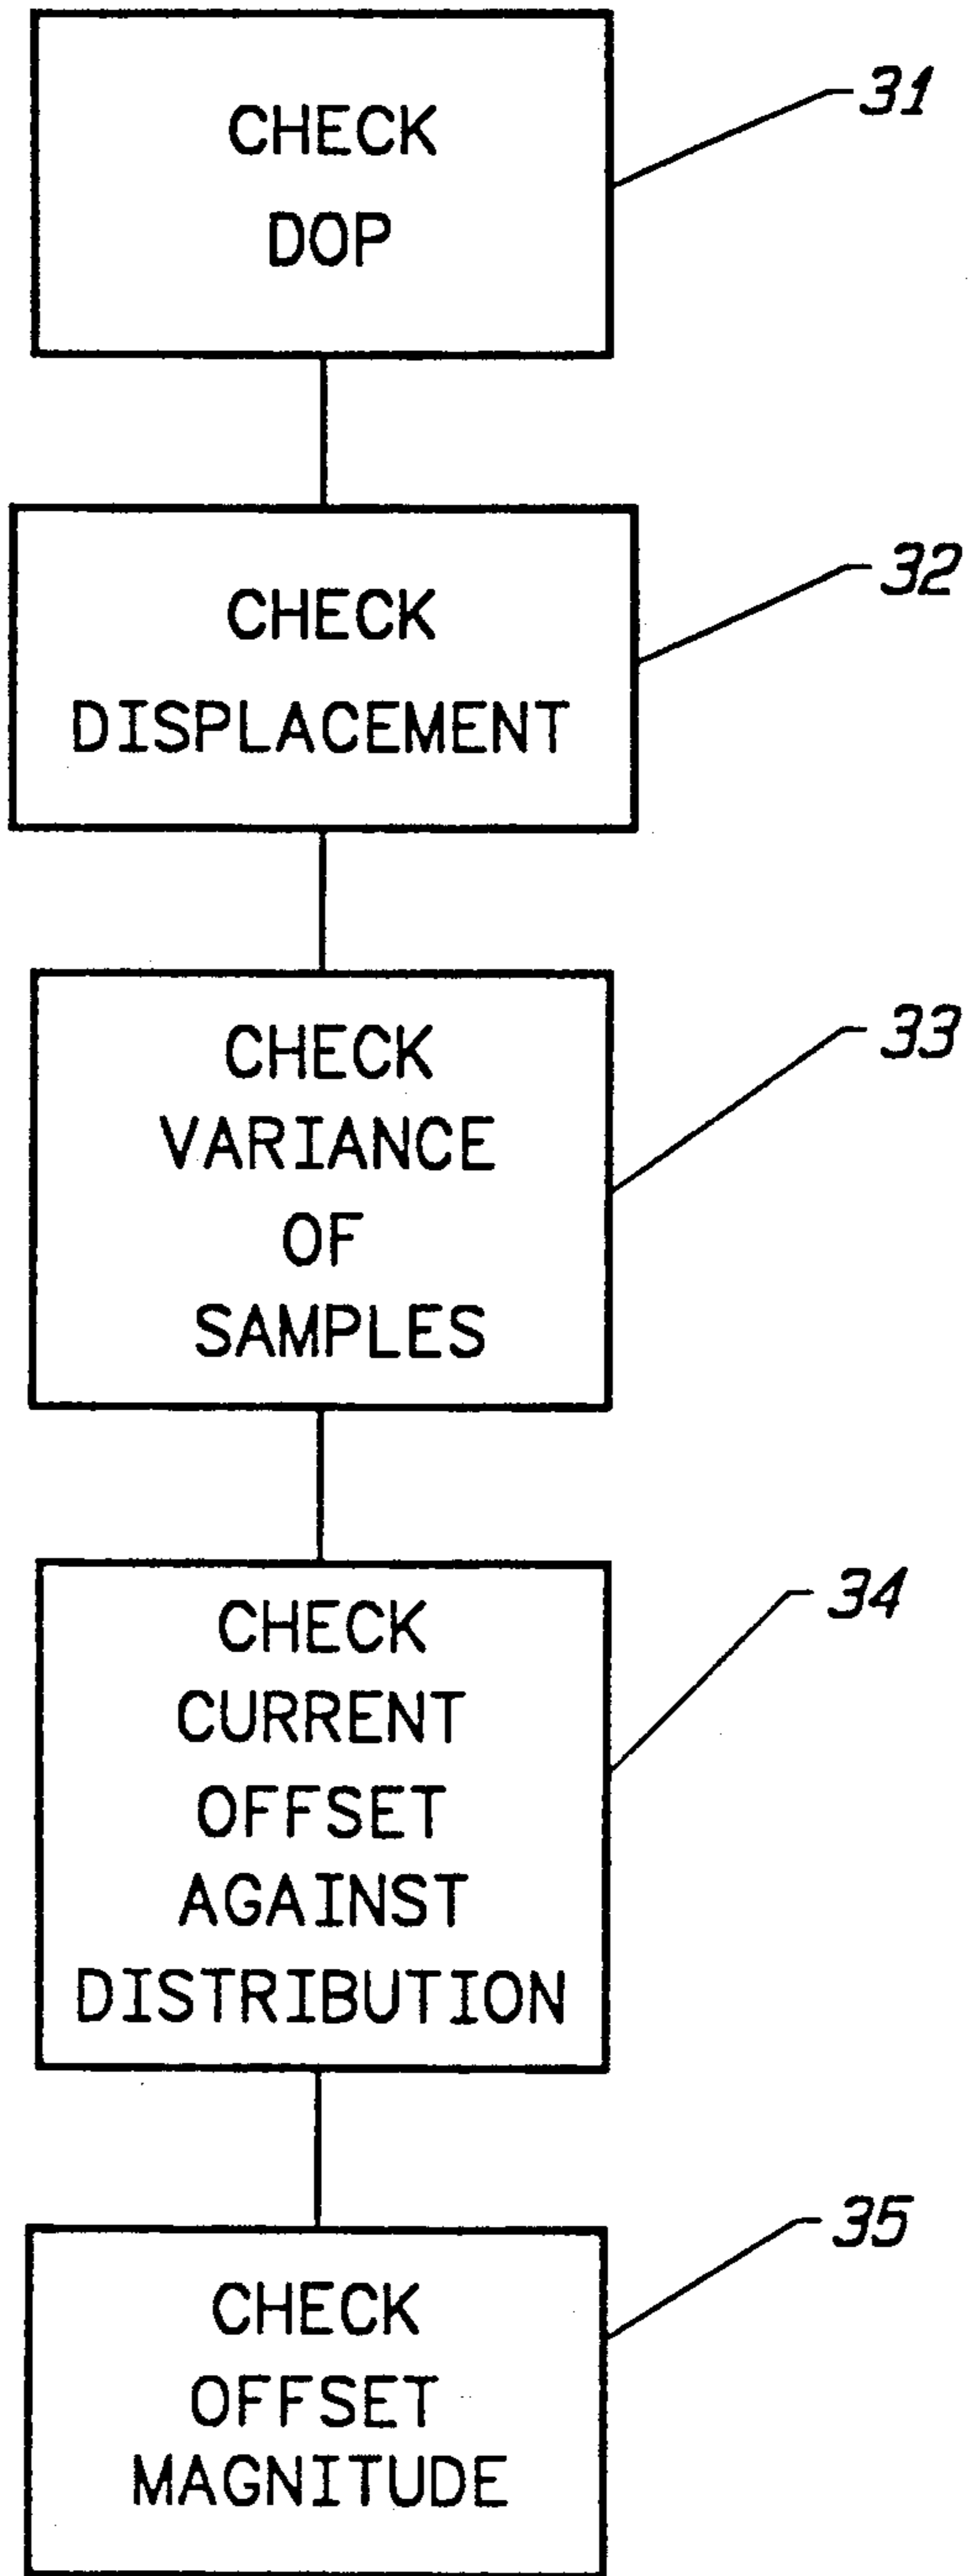 31
CHECK
DOP
32
CHECK
DISPLACEMENT
33
CHECK
VARIANCE
OF
SAMPLES
34
CHECK
CURRENT
OFFSET
AGAINST
DISTRIBUTION
35
CHECK
OFFSET
MAGNITUDE